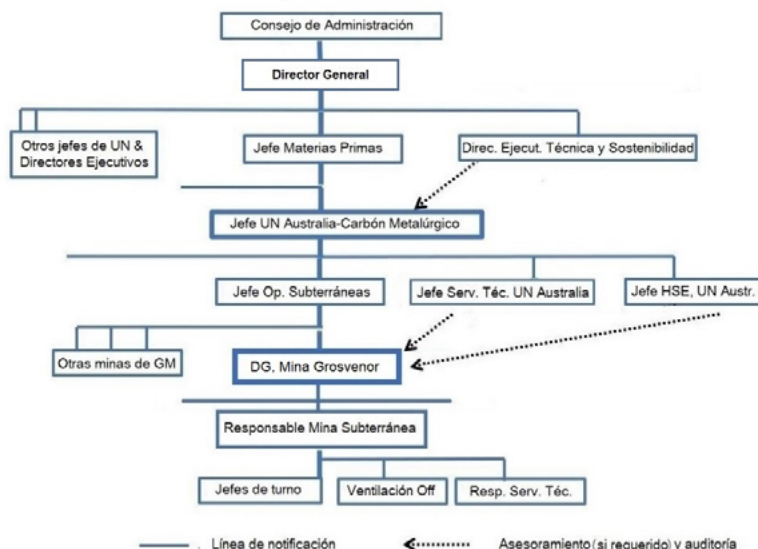 Consejo de Administración
Director General
Otros jefes de UN &
Directores Ejecutivos
Jefe Materias Primas
Direc. Ejecut. Técnica y Sostenibilidad
Jefe UN Australia-Carbón Metalúrgico
Jefe Op. Subterráneas
Jefe Serv. Téc. UN Australia
Jefe HSE, UN Austr.
Otras minas de GM
DG, Mina Grosvenor
Responsable Mina Subterránea
Jefes de turno
Ventilación Off
Resp. Serv. Téc.
Línea de notificación
Asesoramiento (si requerido) y auditoría